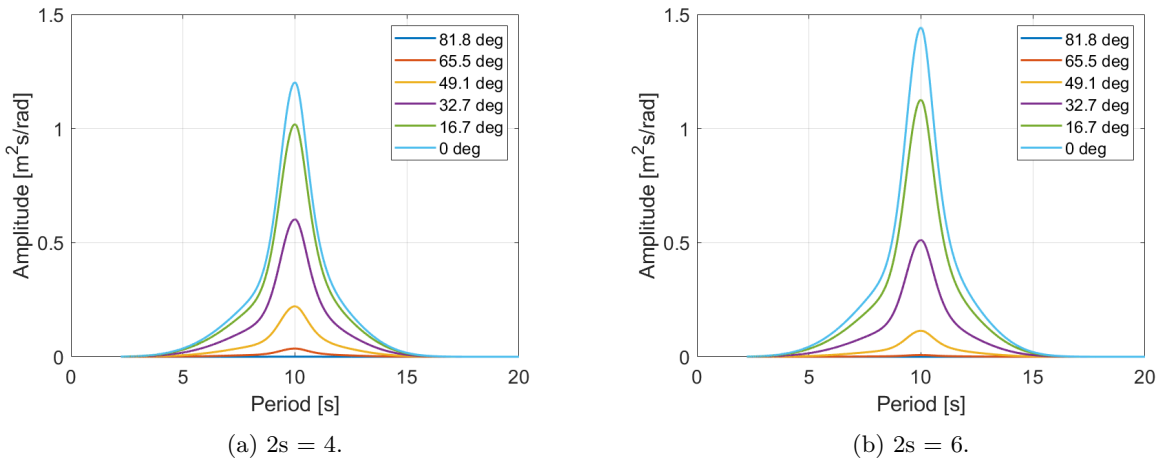 1.5
1
0.5
0
0
5
10
15
20
Amplitude [m²s/rad]
Period [s]
81.8 deg
65.5 deg
49.1 deg
32.7 deg
16.7 deg
0 deg
(a) 2s = 4.
1.5
1
0.5
0
0
5
10
15
20
Amplitude [m²s/rad]
Period [s]
81.8 deg
65.5 deg
49.1 deg
32.7 deg
16.7 deg
0 deg
(b) 2s = 6.